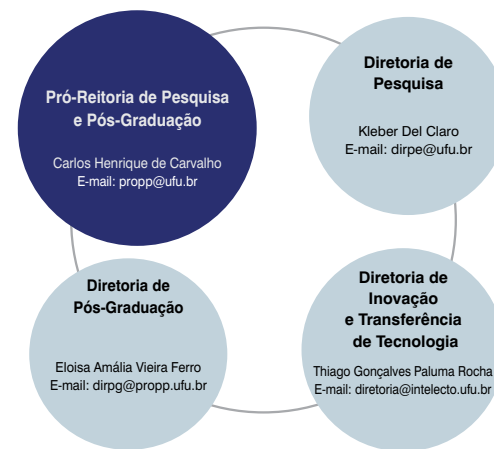 Pró-Reitoria de Pesquisa
e Pós-Graduação
Carlos Henrique de Carvalho
E-mail: propp@ufu.br
Diretoria de
Pesquisa
Kleber Del Claro
E-mail: dirpe@ufu.br
Diretoria de
Pós-Graduação
Eloisa Amália Vieira Ferro
E-mail: dirpg@propp.ufu.br
Diretoria de
Inovação
e Transferência
de Tecnologia
Thiago Gonçalves Paluma Rocha
E-mail: diretoria@intelecto.ufu.br